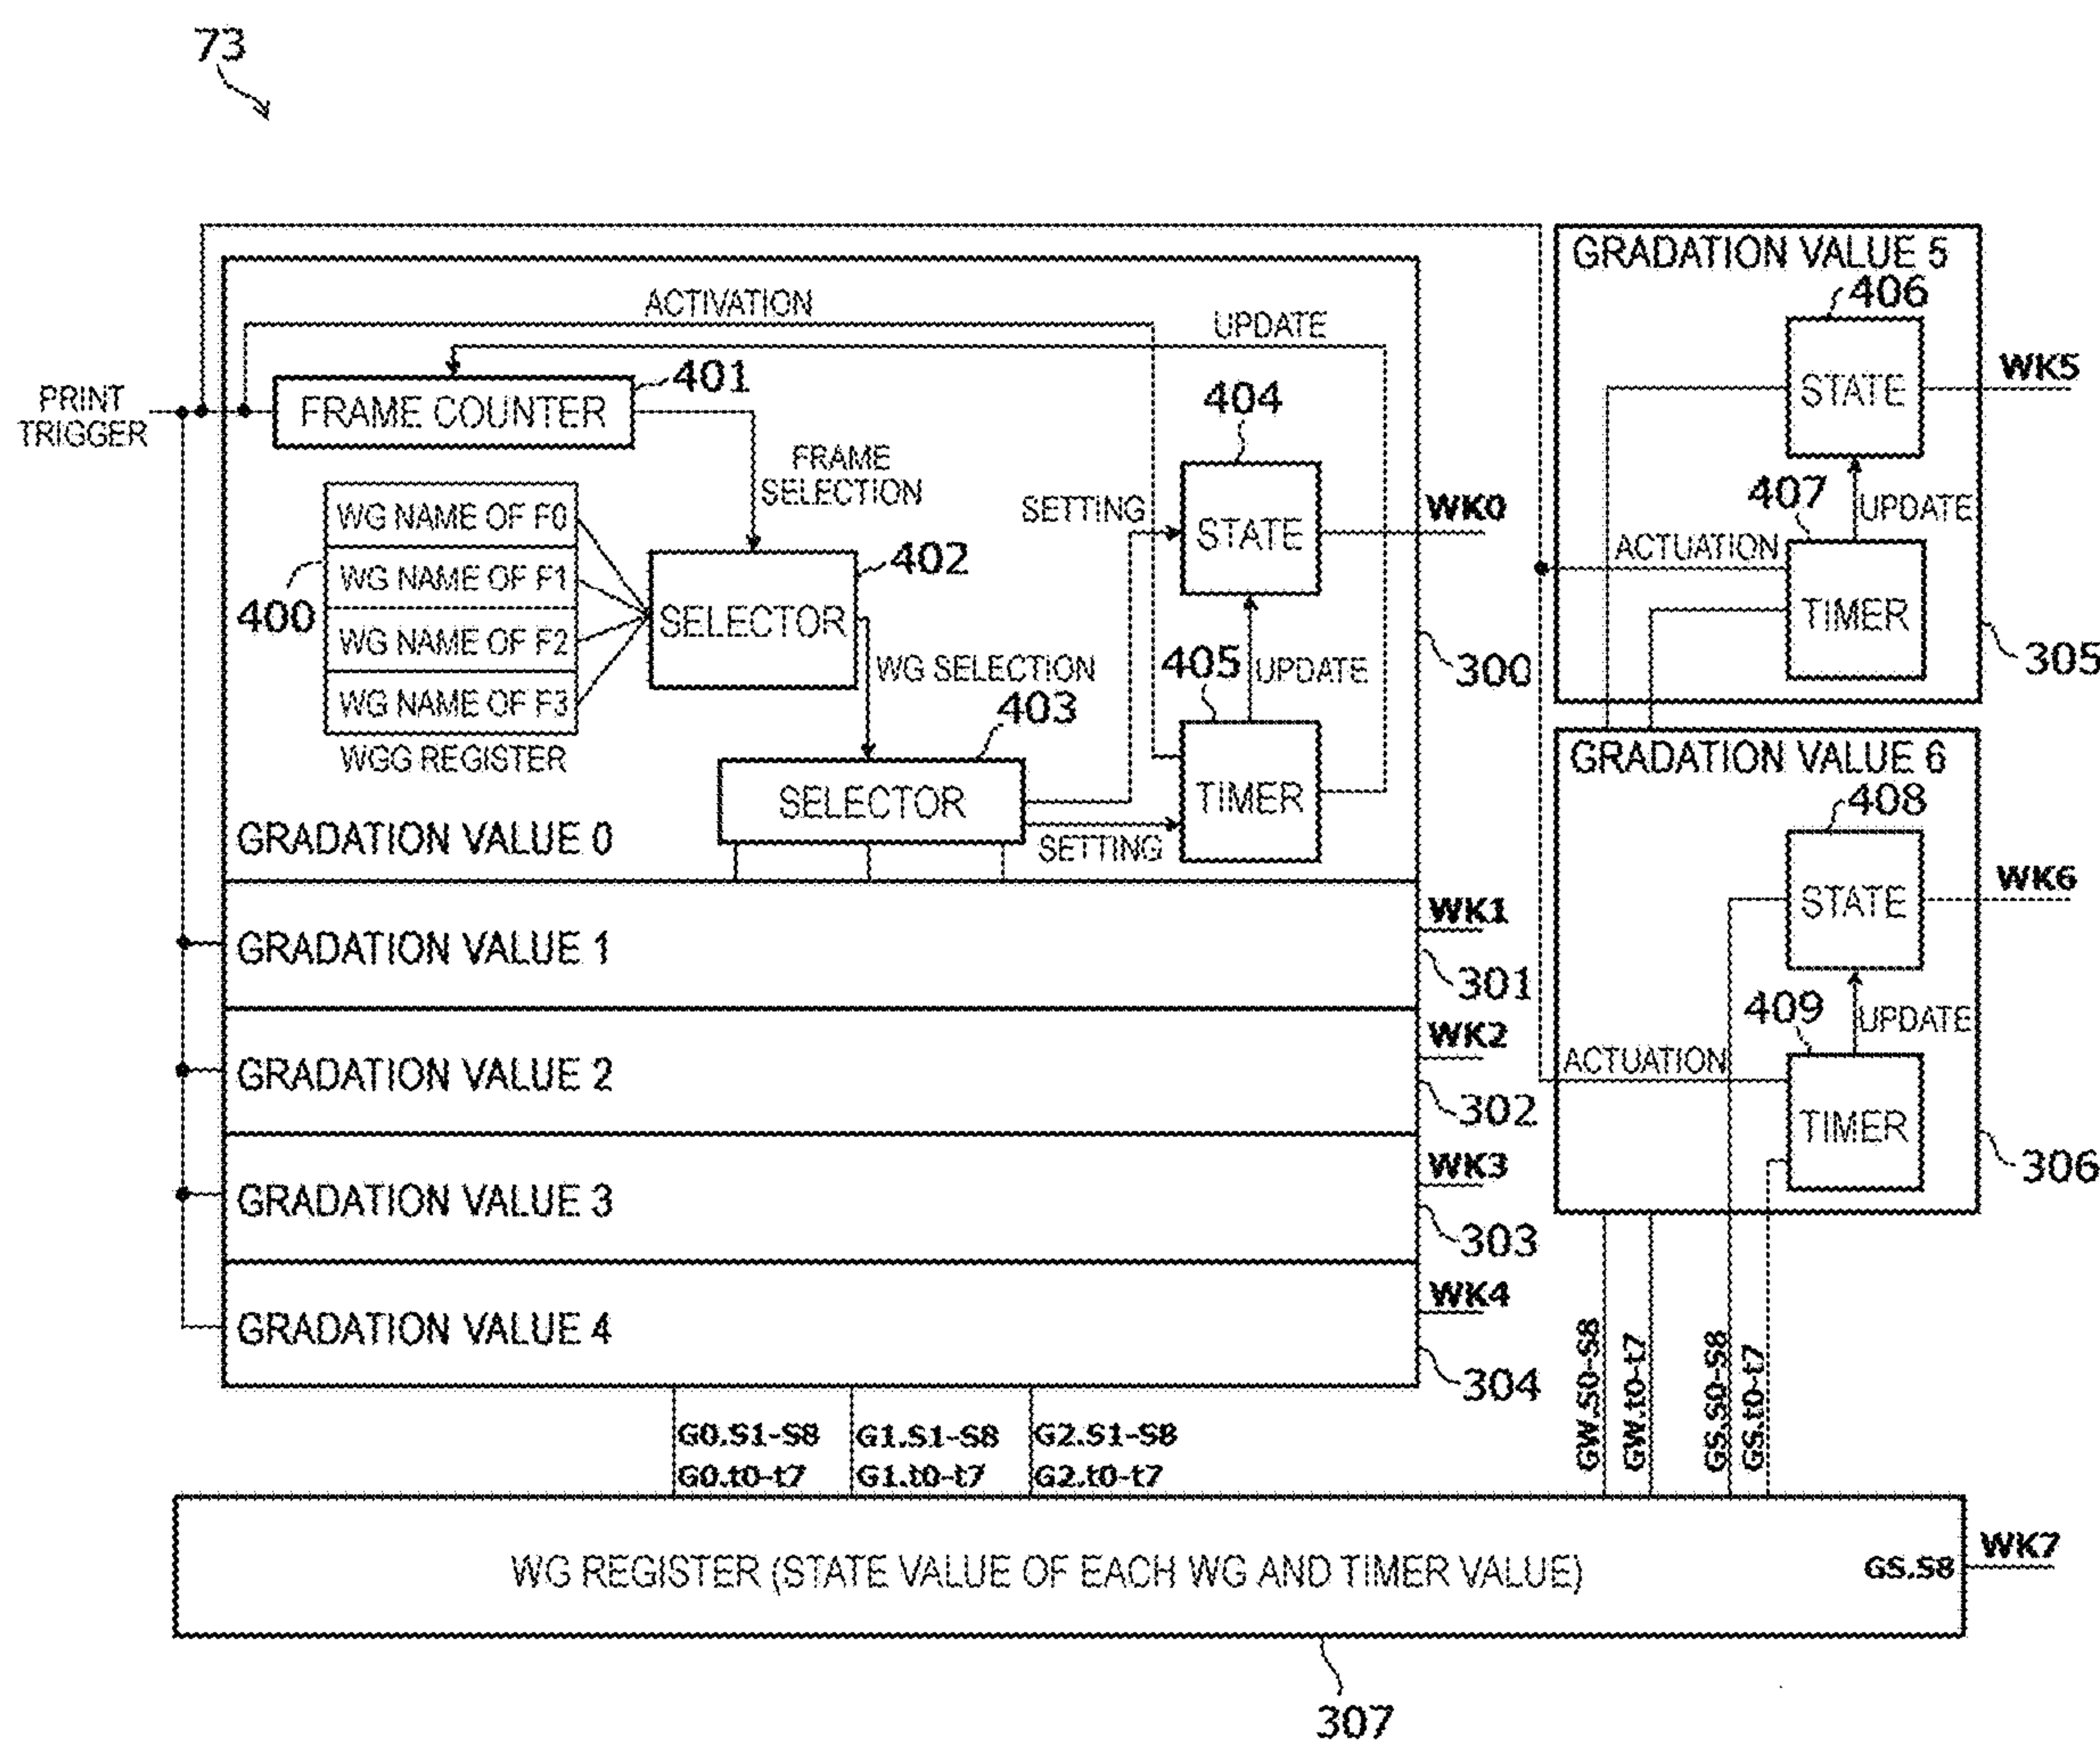 73
GRADATION VALUE 5
406
ACTIVATION
UPDATE
401
PRINT
TRIGGER
FRAME COUNTER
404
STATE
WK5
FRAME
SELECTION
407
UPDATE
SETTING
WK0
WG NAME OF F0
STATE
ACTUATION
402
400
WG NAME OF F1
SELECTOR
TIMER
WG NAME OF F2
WG NAME OF F3
WG SELECTION
405
UPDATE
300
305
403
WGG REGISTER
GRADATION VALUE 6
408
SELECTOR
TIMER
SETTING
GRADATION VALUE 0
STATE
WK6
WK1
GRADATION VALUE 1
301
409
UPDATE
WK2
GRADATION VALUE 2
302
ACTUATION
TIMER
WK3
GRADATION VALUE 3
303
306
WK4
GRADATION VALUE 4
304
GW.S0-S8
GW.t0-t7
GS.S0-S8
GS.t0-t7
G0.S1-S8
G0.t0-t7
G1.S1-S8
G1.t0-t7
G2.S1-S8
G2.t0-t7
WG REGISTER (STATE VALUE OF EACH WG AND TIMER VALUE)
GS.S8
WK7
307